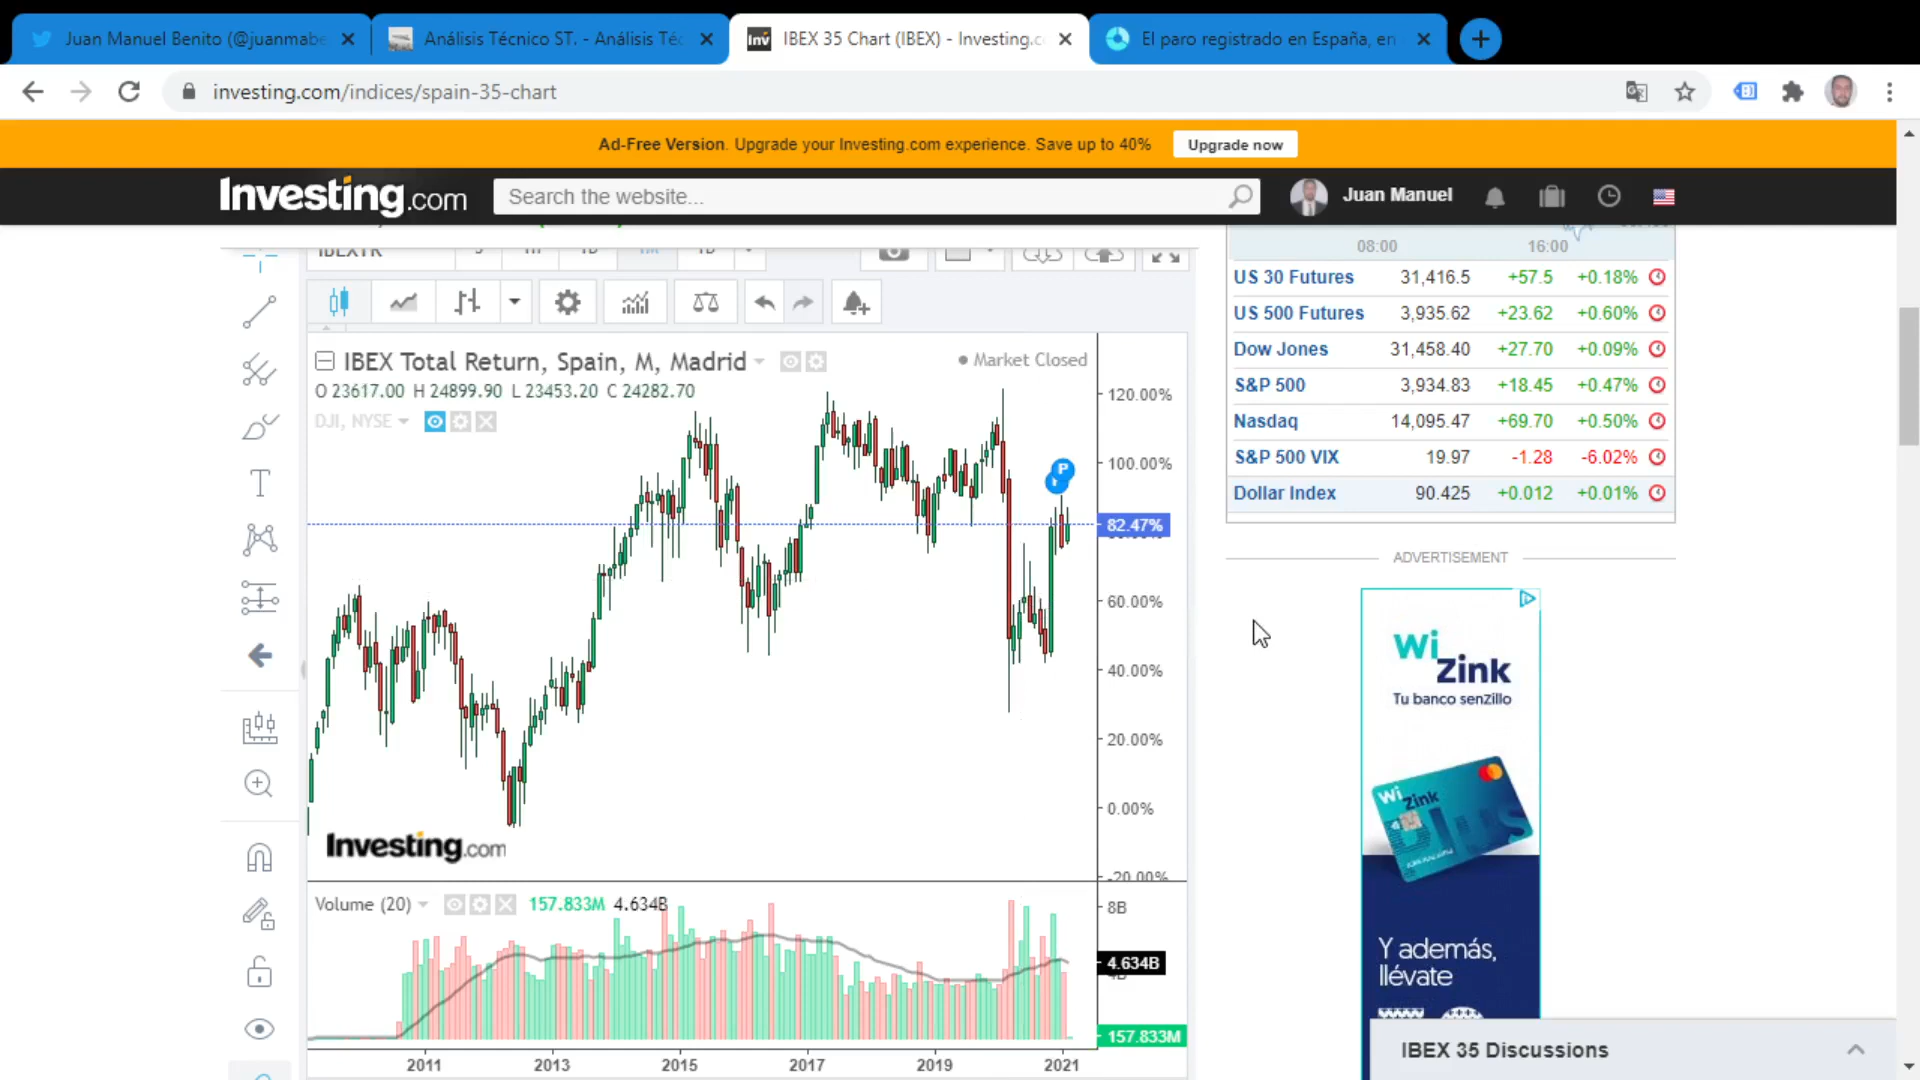 Juan Manuel Benito (@juanmabe
Análisis Técnico ST. - Análisis Téc
Inv
IBEX 35 Chart (IBEX) - Investing.c
El paro registrado en España, en
investing.com/indices/spain-35-chart
Ad-Free Version. Upgrade your Investing.com experience. Save up to 40%
Upgrade now
Investing.com
Search the website...
Juan Manuel
IBEXTR
08:00 16:00
US 30 Futures 31,416.5 +57.5 +0.18%
US 500 Futures 3,935.62 +23.62 +0.60%
Dow Jones 31,458.40 +27.70 +0.09%
S&P 500 3,934.83 +18.45 +0.47%
Nasdaq 14,095.47 +69.70 +0.50%
S&P 500 VIX 19.97 -1.28 -6.02%
Dollar Index 90.425 +0.012 +0.01%
IBEX Total Return, Spain, M, Madrid
Market Closed
O 23617.00 H 24899.90 L 23453.20 C 24282.70
DJI, NYSE
120.00%
100.00%
P
82.47%
60.00%
40.00%
20.00%
0.00%
-20.00%
Investing.com
Volume (20) 157.833M 4.634B
8B
4.634B
157.833M
2011 2013 2015 2017 2019 2021
ADVERTISEMENT
Wi
Zink
Tu banco senZillo
Wi
Zink
Y además,
llévate
IBEX 35 Discussions